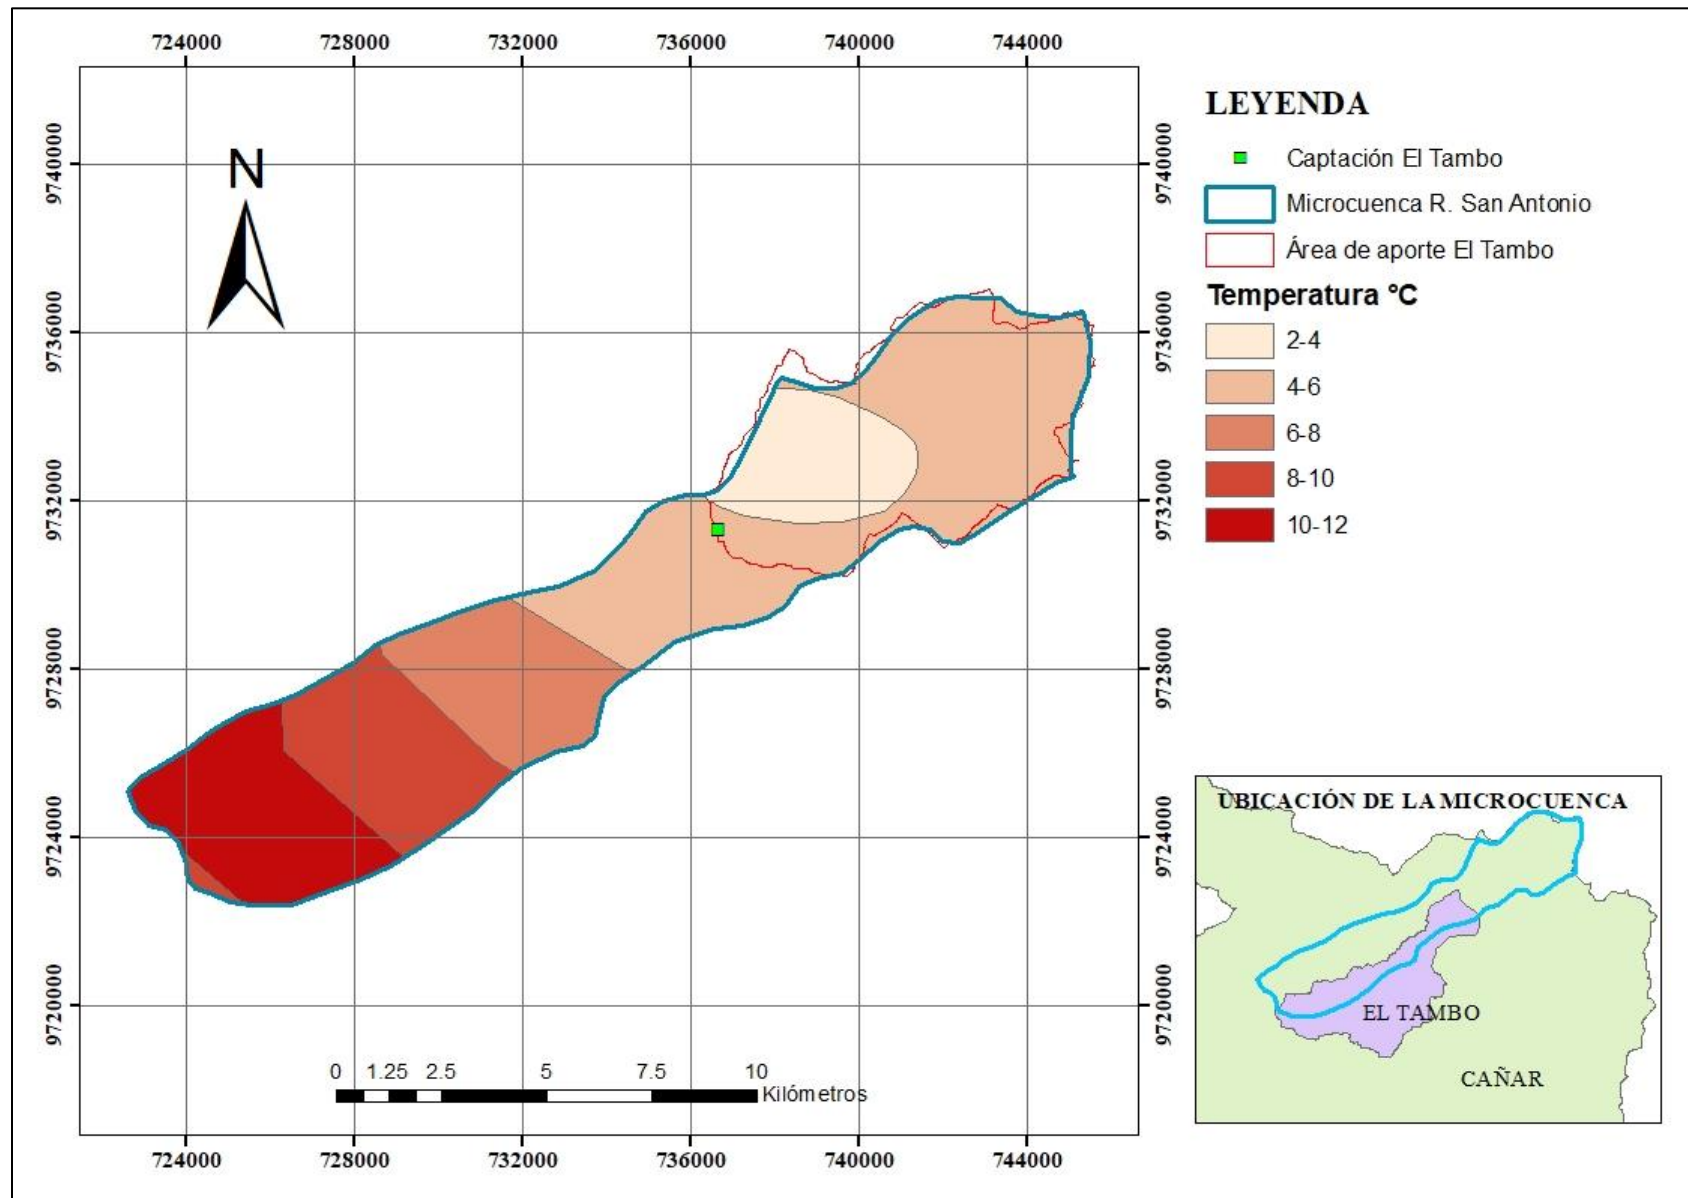 724000 728000 732000 736000 740000 744000
9740000
9736000
9732000
9728000
9724000
9720000
N
9740000
9736000
9732000
9728000
9724000
9720000
0 1.25 2.5 5 7.5 10
Kilómetros
724000 728000 732000 736000 740000 744000
LEYENDA
Captación El Tambo
Microcuenca R. San Antonio
Área de aporte El Tambo
Temperatura °C
2-4
4-6
6-8
8-10
10-12
UBICACIÓN DE LA MICROCUENCA
EL TAMBO
CAÑAR